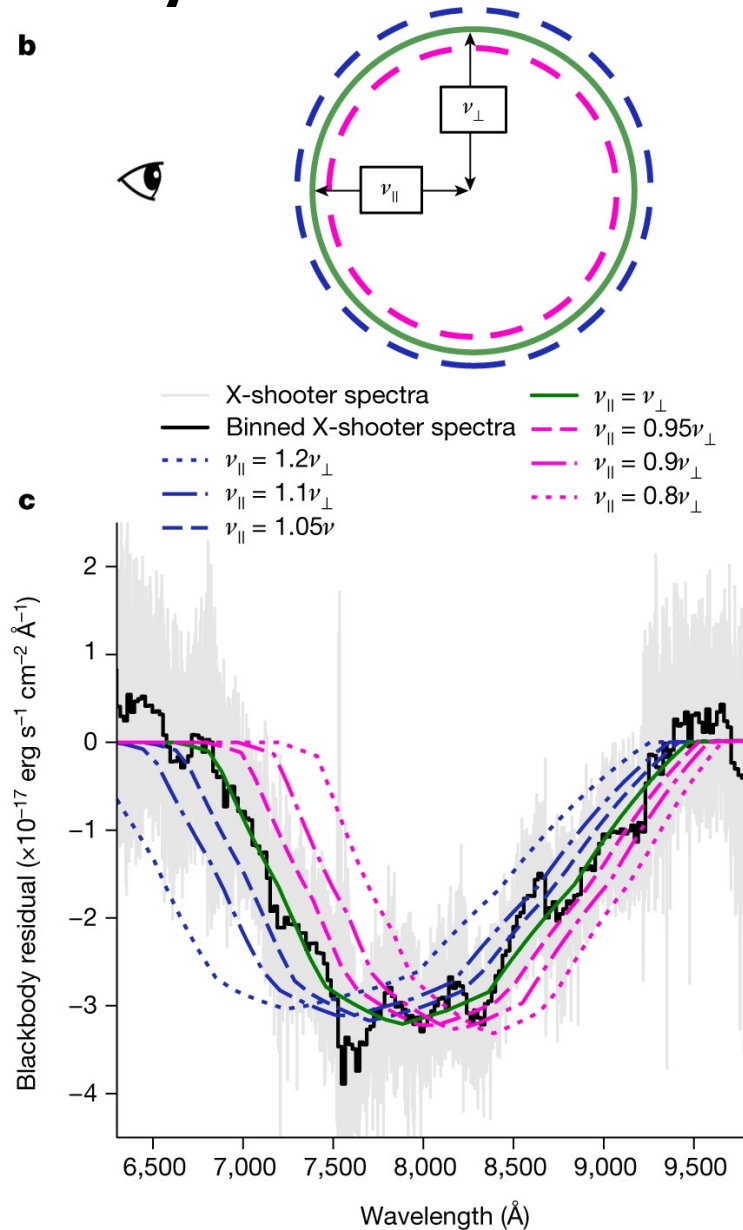 b
ν⊥
ν||
X-shooter spectra
Binned X-shooter spectra
ν|| = 1.2ν⊥
ν|| = 1.1ν⊥
ν|| = 1.05ν
ν|| = ν⊥
ν|| = 0.95ν⊥
ν|| = 0.9ν⊥
ν|| = 0.8ν⊥
c
2
1
0
−1
−2
−3
−4
Blackbody residual (×10⁻¹⁷ erg s⁻¹ cm⁻² Å⁻¹)
6,500 7,000 7,500 8,000 8,500 9,000 9,500
Wavelength (Å)